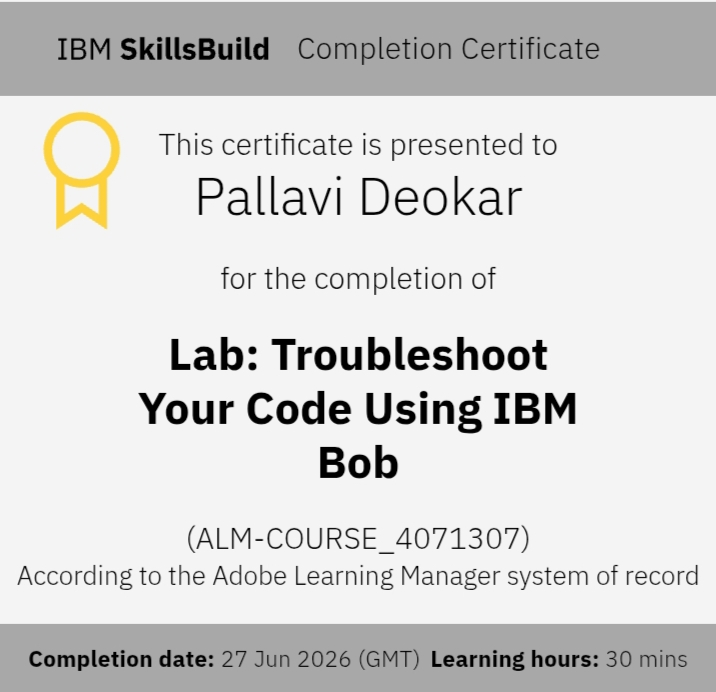 IBM SkillsBuild Completion Certificate
This certificate is presented to
Pallavi Deokar
for the completion of
Lab: Troubleshoot
Your Code Using IBM
Bob
(ALM-COURSE_4071307)
According to the Adobe Learning Manager system of record
Completion date: 27 Jun 2026 (GMT) Learning hours: 30 mins